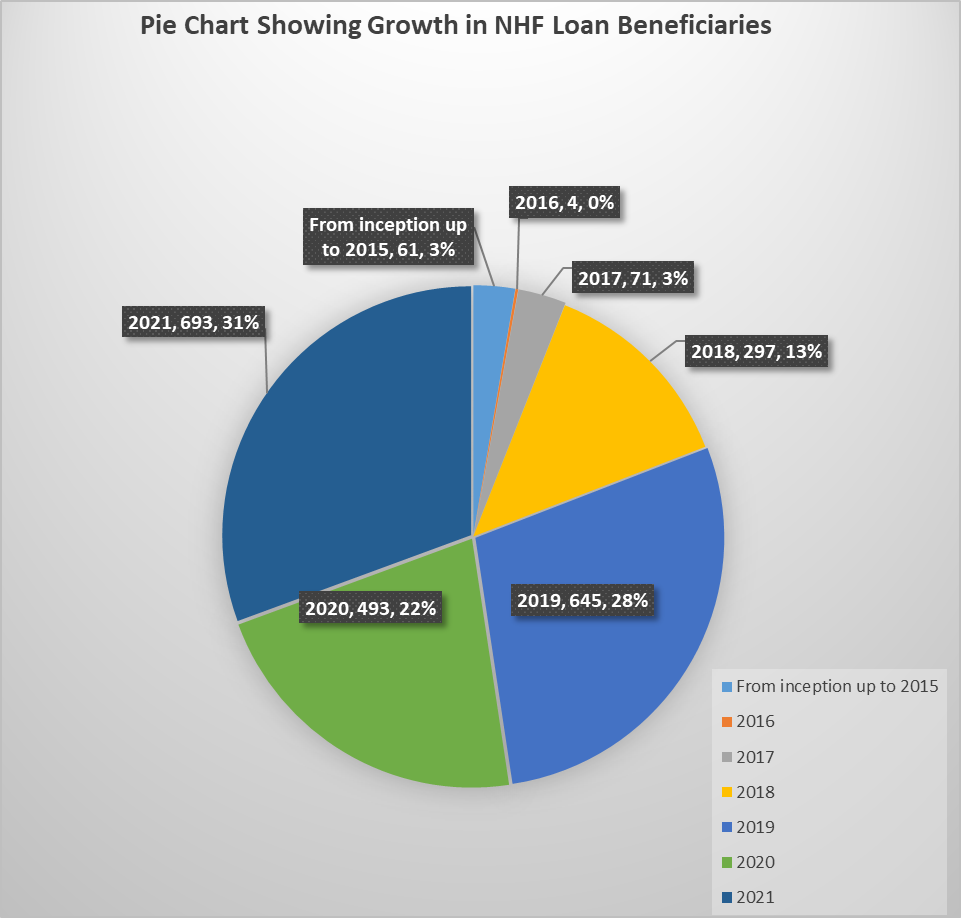 Pie Chart Showing Growth in NHF Loan Beneficiaries
2016, 4, 0%
From inception up
to 2015, 61, 3%
2017, 71, 3%
2021, 693, 31%
2018, 297, 13%
2019, 645, 28%
2020, 493, 22%
From inception up to 2015
2016
2017
2018
2019
2020
2021